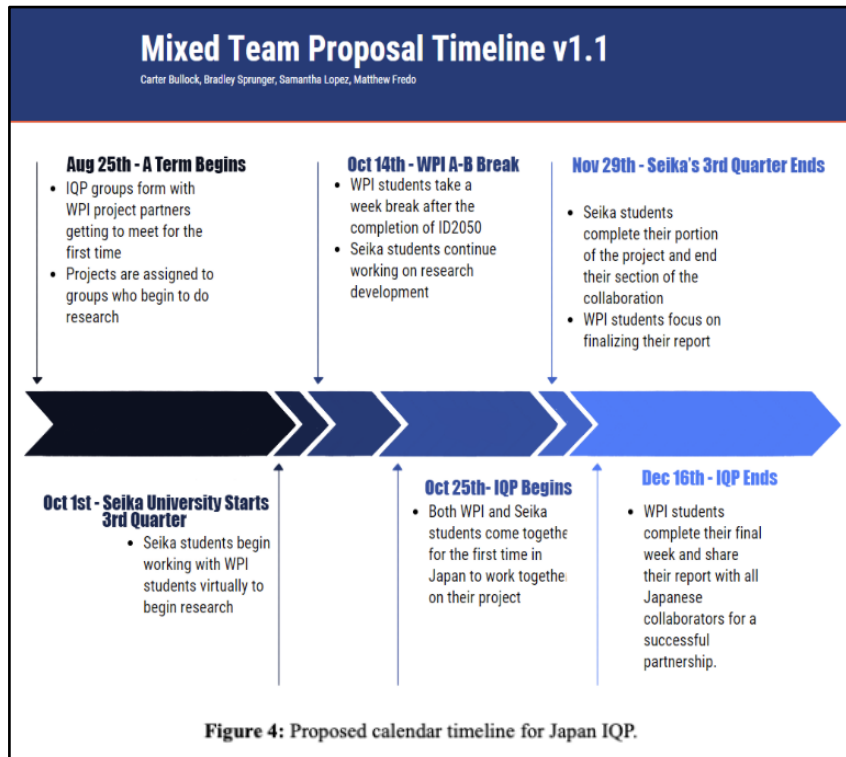 Mixed Team Proposal Timeline v1.1
Carter Bullock, Bradley Sprunger, Samantha Lopez, Matthew Fredo
Aug 25th - A Term Begins
• IQP groups form with
WPI project partners
getting to meet for the
first time
• Projects are assigned to
groups who begin to do
research
Oct 14th - WPI A-B Break
• WPI students take a
week break after the
completion of ID2050
• Seika students continue
working on research
development
Nov 29th - Seika's 3rd Quarter Ends
• Seika students
complete their portion
of the project and end
their section of the
collaboration
• WPI students focus on
finalizing their report
Oct 1st - Seika University Starts
3rd Quarter
• Seika students begin
working with WPI
students virtually to
begin research
Oct 25th- IQP Begins
• Both WPI and Seika
students come together
for the first time in
Japan to work together
on their project
Dec 16th - IQP Ends
• WPI students
complete their final
week and share
their report with all
Japanese
collaborators for a
successful
partnership.
Figure 4: Proposed calendar timeline for Japan IQP.